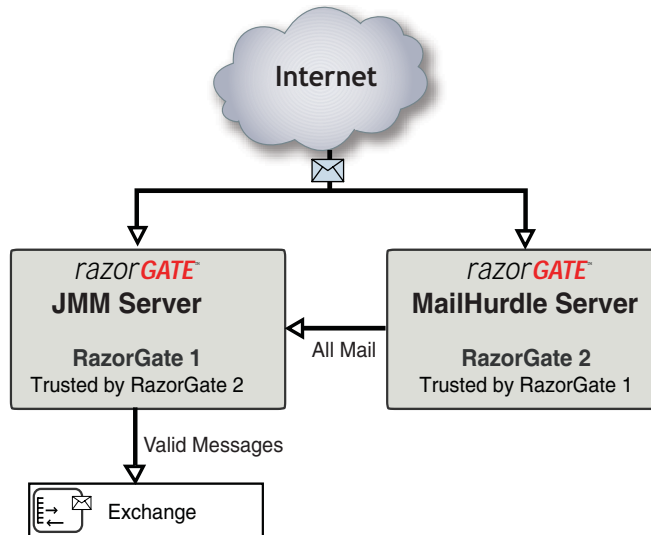 Internet
razorGATE™
JMM Server
RazorGate 1
Trusted by RazorGate 2
razorGATE™
MailHurdle Server
RazorGate 2
Trusted by RazorGate 1
All Mail
Valid Messages
Exchange